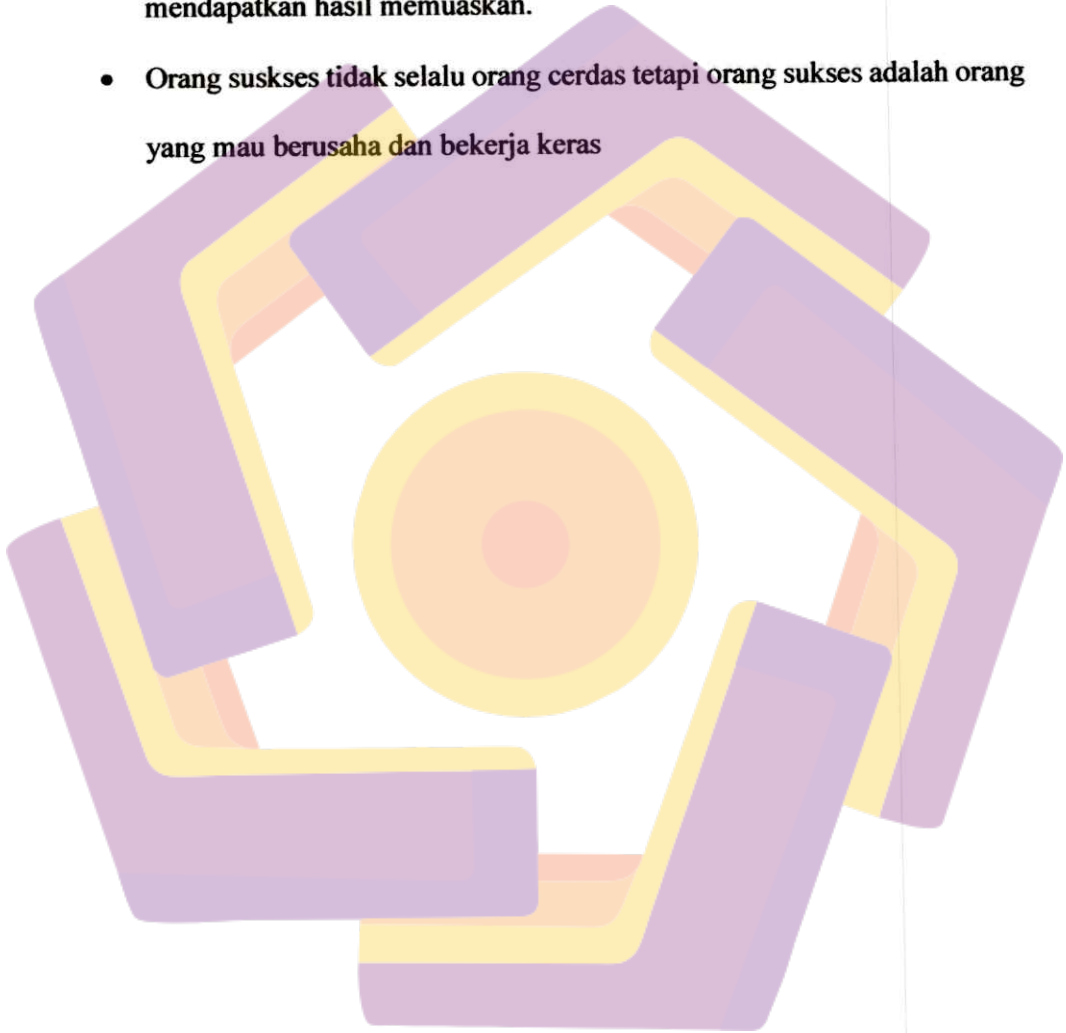 mendapatkan hasil memuaskan.
• Orang suskses tidak selalu orang cerdas tetapi orang sukses adalah orang
yang mau berusaha dan bekerja keras